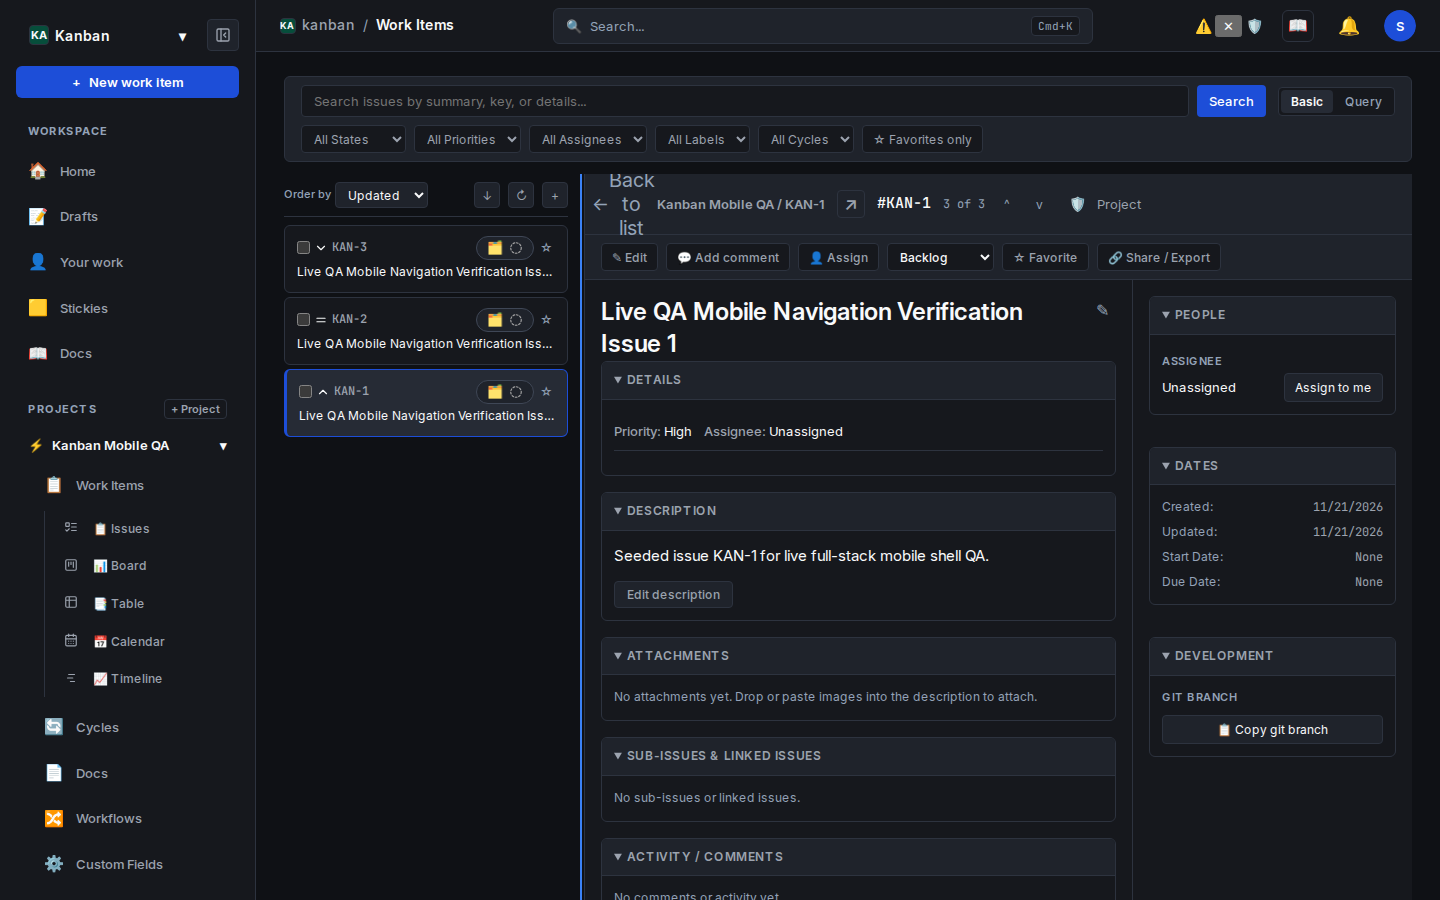 KA Kanban ▾
+ New work item
WORKSPACE
Home
Drafts
Your work
Stickies
Docs
PROJECTS + Project
Kanban Mobile QA ▾
Work Items
Issues
Board
Table
Calendar
Timeline
Cycles
Docs
Workflows
Custom Fields
KA kanban / Work Items
Search... Cmd+K
S
Search issues by summary, key, or details...
Search Basic Query
All States All Priorities All Assignees All Labels All Cycles ☆ Favorites only
Order by Updated ↓ ↻ +
KAN-3
Live QA Mobile Navigation Verification Iss...
KAN-2
Live QA Mobile Navigation Verification Iss...
KAN-1
Live QA Mobile Navigation Verification Iss...
← Back to list Kanban Mobile QA / KAN-1 #KAN-1 3 of 3 ^ v Project
✎ Edit Add comment Assign Backlog ☆ Favorite Share / Export
Live QA Mobile Navigation Verification
Issue 1
▾ DETAILS
Priority: High Assignee: Unassigned
▾ DESCRIPTION
Seeded issue KAN-1 for live full-stack mobile shell QA.
Edit description
▾ ATTACHMENTS
No attachments yet. Drop or paste images into the description to attach.
▾ SUB-ISSUES & LINKED ISSUES
No sub-issues or linked issues.
▾ ACTIVITY / COMMENTS
No comments or activity yet.
▾ PEOPLE
ASSIGNEE
Unassigned Assign to me
▾ DATES
Created: 11/21/2026
Updated: 11/21/2026
Start Date: None
Due Date: None
▾ DEVELOPMENT
GIT BRANCH
Copy git branch